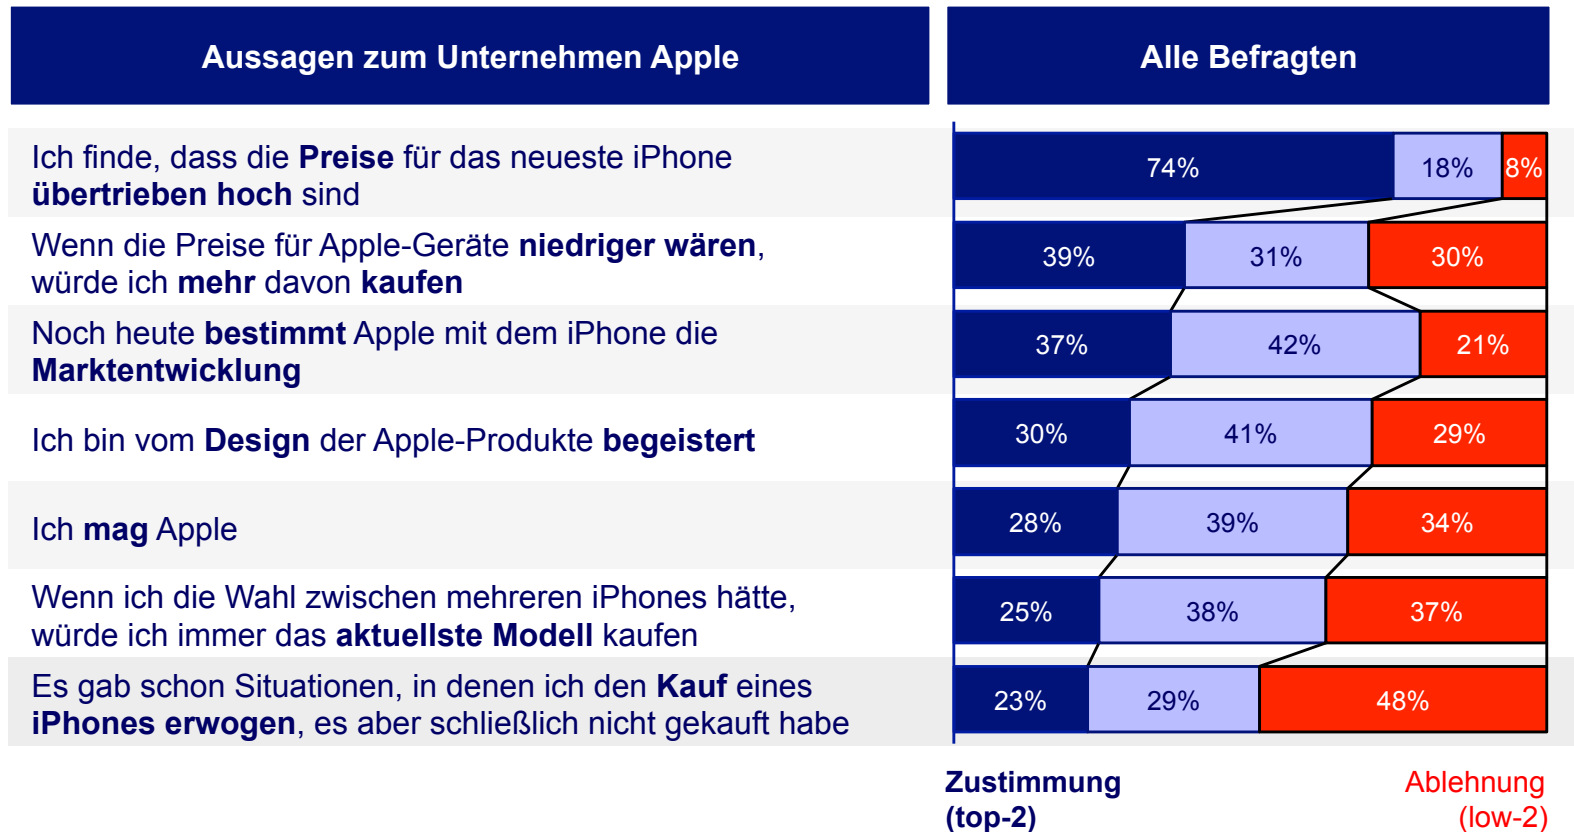 Aussagen zum Unternehmen Apple
Alle Befragten
Ich finde, dass die Preise für das neueste iPhone
übertrieben hoch sind
74% 18% 8%
Wenn die Preise für Apple-Geräte niedriger wären,
würde ich mehr davon kaufen
39% 31% 30%
Noch heute bestimmt Apple mit dem iPhone die
Marktentwicklung
37% 42% 21%
Ich bin vom Design der Apple-Produkte begeistert
30% 41% 29%
Ich mag Apple
28% 39% 34%
Wenn ich die Wahl zwischen mehreren iPhones hätte,
würde ich immer das aktuellste Modell kaufen
25% 38% 37%
Es gab schon Situationen, in denen ich den Kauf eines
iPhones erwogen, es aber schließlich nicht gekauft habe
23% 29% 48%
Zustimmung
(top-2)
Ablehnung
(low-2)